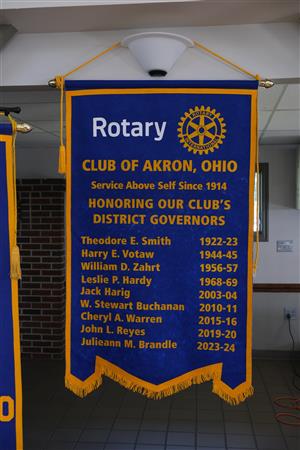 Rotary
ROTARY
INTERNATIONAL
CLUB OF AKRON, OHIO
Service Above Self Since 1914
HONORING OUR CLUB'S
DISTRICT GOVERNORS
Theodore E. Smith 1922-23
Harry E. Votaw 1944-45
William D. Zahrt 1956-57
Leslie P. Hardy 1968-69
Jack Harig 2003-04
W. Stewart Buchanan 2010-11
Cheryl A. Warren 2015-16
John L. Reyes 2019-20
Julieann M. Brandle 2023-24
O